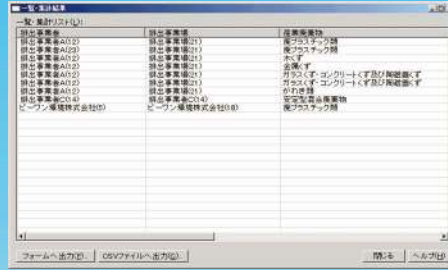 一覧・集計結果
一覧・集計リスト(L):
排出事業者 排出事業場 産業廃棄物
排出事業者A(12) 排出事業場(21) 廃プラスチック類
排出事業者A(23) 排出事業場(21) 廃プラスチック類
排出事業者A(12) 排出事業場(21) 木くず
排出事業者A(12) 排出事業場(21) 金属くず
排出事業者A(12) 排出事業場(21) ガラスくず・コンクリートくず及び陶磁器くず
排出事業者A(12) 排出事業場(21) ガラスくず・コンクリートくず及び陶磁器くず
排出事業者A(12) 排出事業場(21) がれき類
排出事業者C(14) 排出事業者C(14) 安定型混合廃棄物
ビーワン環境株式会社(5) ビーワン環境株式会社(18) 廃プラスチック類
フォームへ出力(F)... CSVファイルへ出力(G)... 閉じる ヘルプ(H)